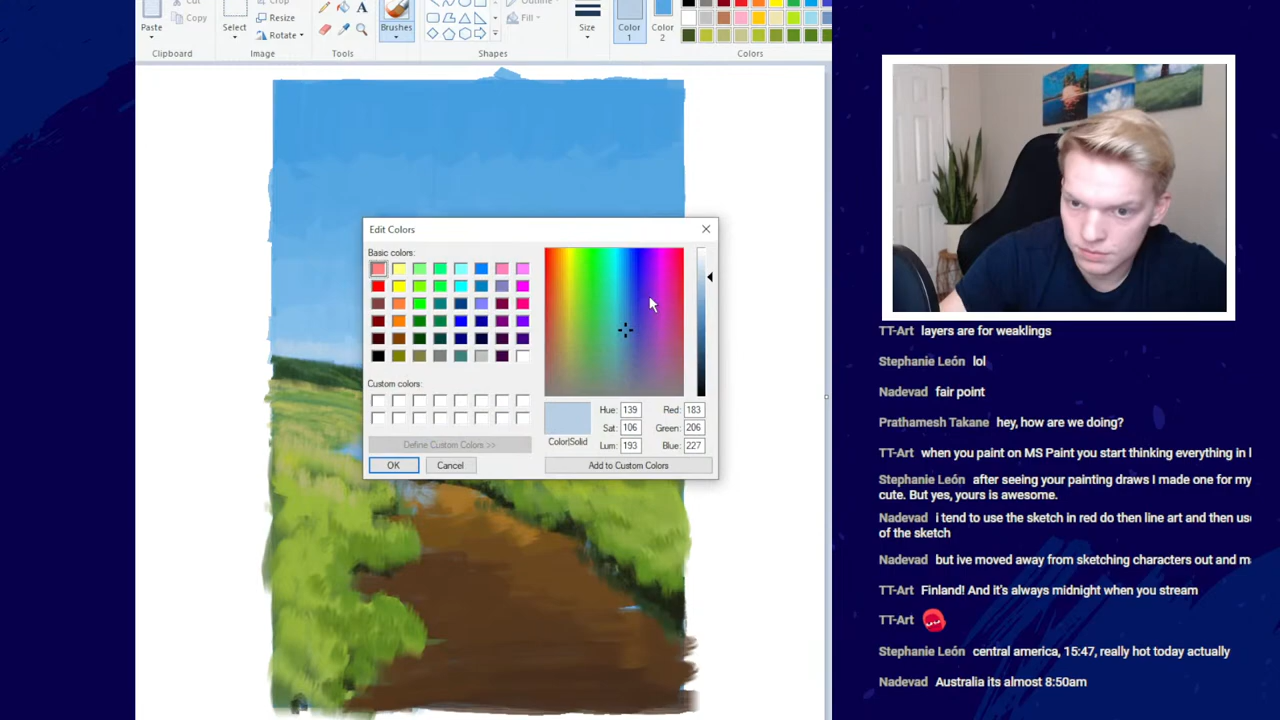 Paste
Copy
Select
Crop
Resize
Rotate
Brushes
Outline
Fill
Size
Color
1
Color
2
Clipboard
Image
Tools
Shapes
Colors
Edit Colors
Basic colors:
Custom colors:
Define Custom Colors >>
OK
Cancel
Color|Solid
Hue: 139
Sat: 106
Lum: 193
Red: 183
Green: 206
Blue: 227
Add to Custom Colors
TT-Art layers are for weaklings
Stephanie León lol
Nadevad fair point
Prathamesh Takane hey, how are we doing?
TT-Art when you paint on MS Paint you start thinking everything in l
Stephanie León after seeing your painting draws I made one for my
cute. But yes, yours is awesome.
Nadevad i tend to use the sketch in red do then line art and then use
of the sketch
Nadevad but ive moved away from sketching characters out and m
TT-Art Finland! And it's always midnight when you stream
TT-Art
Stephanie León central america, 15:47, really hot today actually
Nadevad Australia its almost 8:50am